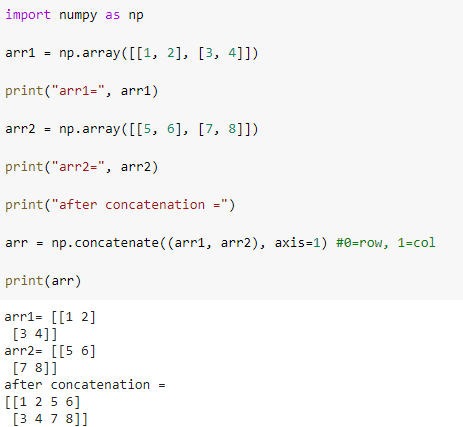 import numpy as np
arr1 = np.array([[1, 2], [3, 4]])
print("arr1=", arr1)
arr2 = np.array([[5, 6], [7, 8]])
print("arr2=", arr2)
print("after concatenation =")
arr = np.concatenate((arr1, arr2), axis=1) #0=row, 1=col
print(arr)
arr1= [[1 2]
 [3 4]]
arr2= [[5 6]
 [7 8]]
after concatenation =
[[1 2 5 6]
 [3 4 7 8]]